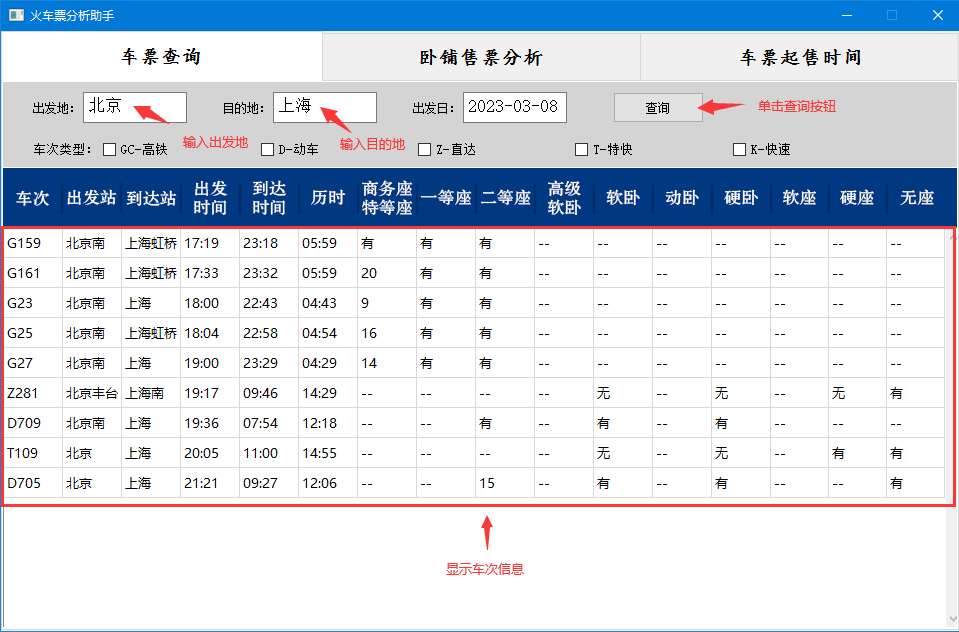 火车票分析助手
车票查询 卧铺售票分析 车票起售时间
出发地： 北京 目的地： 上海 出发日： 2023-03-08 查询 单击查询按钮
输入出发地 输入目的地
车次类型： GC-高铁 D-动车 Z-直达 T-特快 K-快速
车次 出发站 到达站 出发时间 到达时间 历时 商务座特等座 一等座 二等座 高级软卧 软卧 动卧 硬卧 软座 硬座 无座
G159 北京南 上海虹桥 17:19 23:18 05:59 有 有 有 -- -- -- -- -- -- --
G161 北京南 上海虹桥 17:33 23:32 05:59 20 有 有 -- -- -- -- -- -- --
G23 北京南 上海 18:00 22:43 04:43 9 有 有 -- -- -- -- -- -- --
G25 北京南 上海虹桥 18:04 22:58 04:54 16 有 有 -- -- -- -- -- -- --
G27 北京南 上海 19:00 23:29 04:29 14 有 有 -- -- -- -- -- -- --
Z281 北京丰台 上海南 19:17 09:46 14:29 -- -- -- -- 无 -- 无 -- 无 有
D709 北京南 上海 19:36 07:54 12:18 -- -- 有 -- 有 -- 有 -- -- --
T109 北京 上海 20:05 11:00 14:55 -- -- -- -- 无 -- 无 -- 有 有
D705 北京 上海 21:21 09:27 12:06 -- -- 15 -- 有 -- 有 -- -- 有
显示车次信息